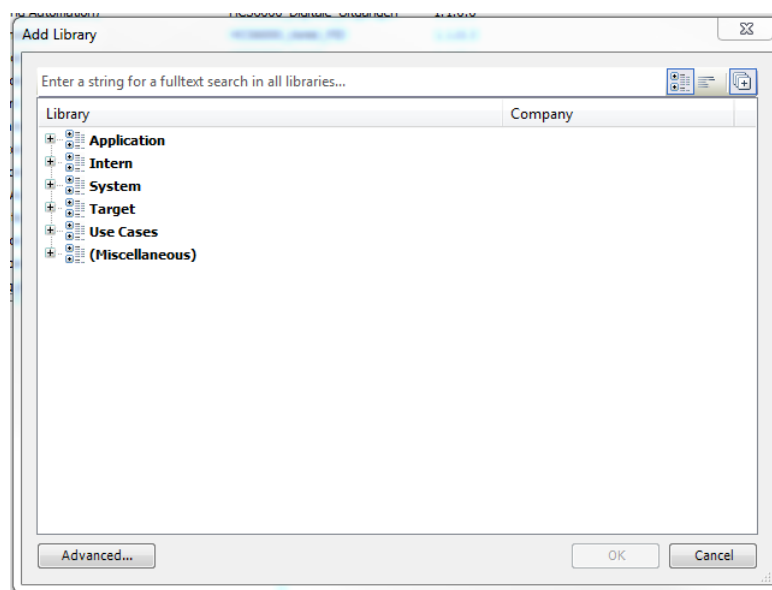 Add Library
Enter a string for a fulltext search in all libraries...
Library Company
Application
Intern
System
Target
Use Cases
(Miscellaneous)
Advanced... OK Cancel